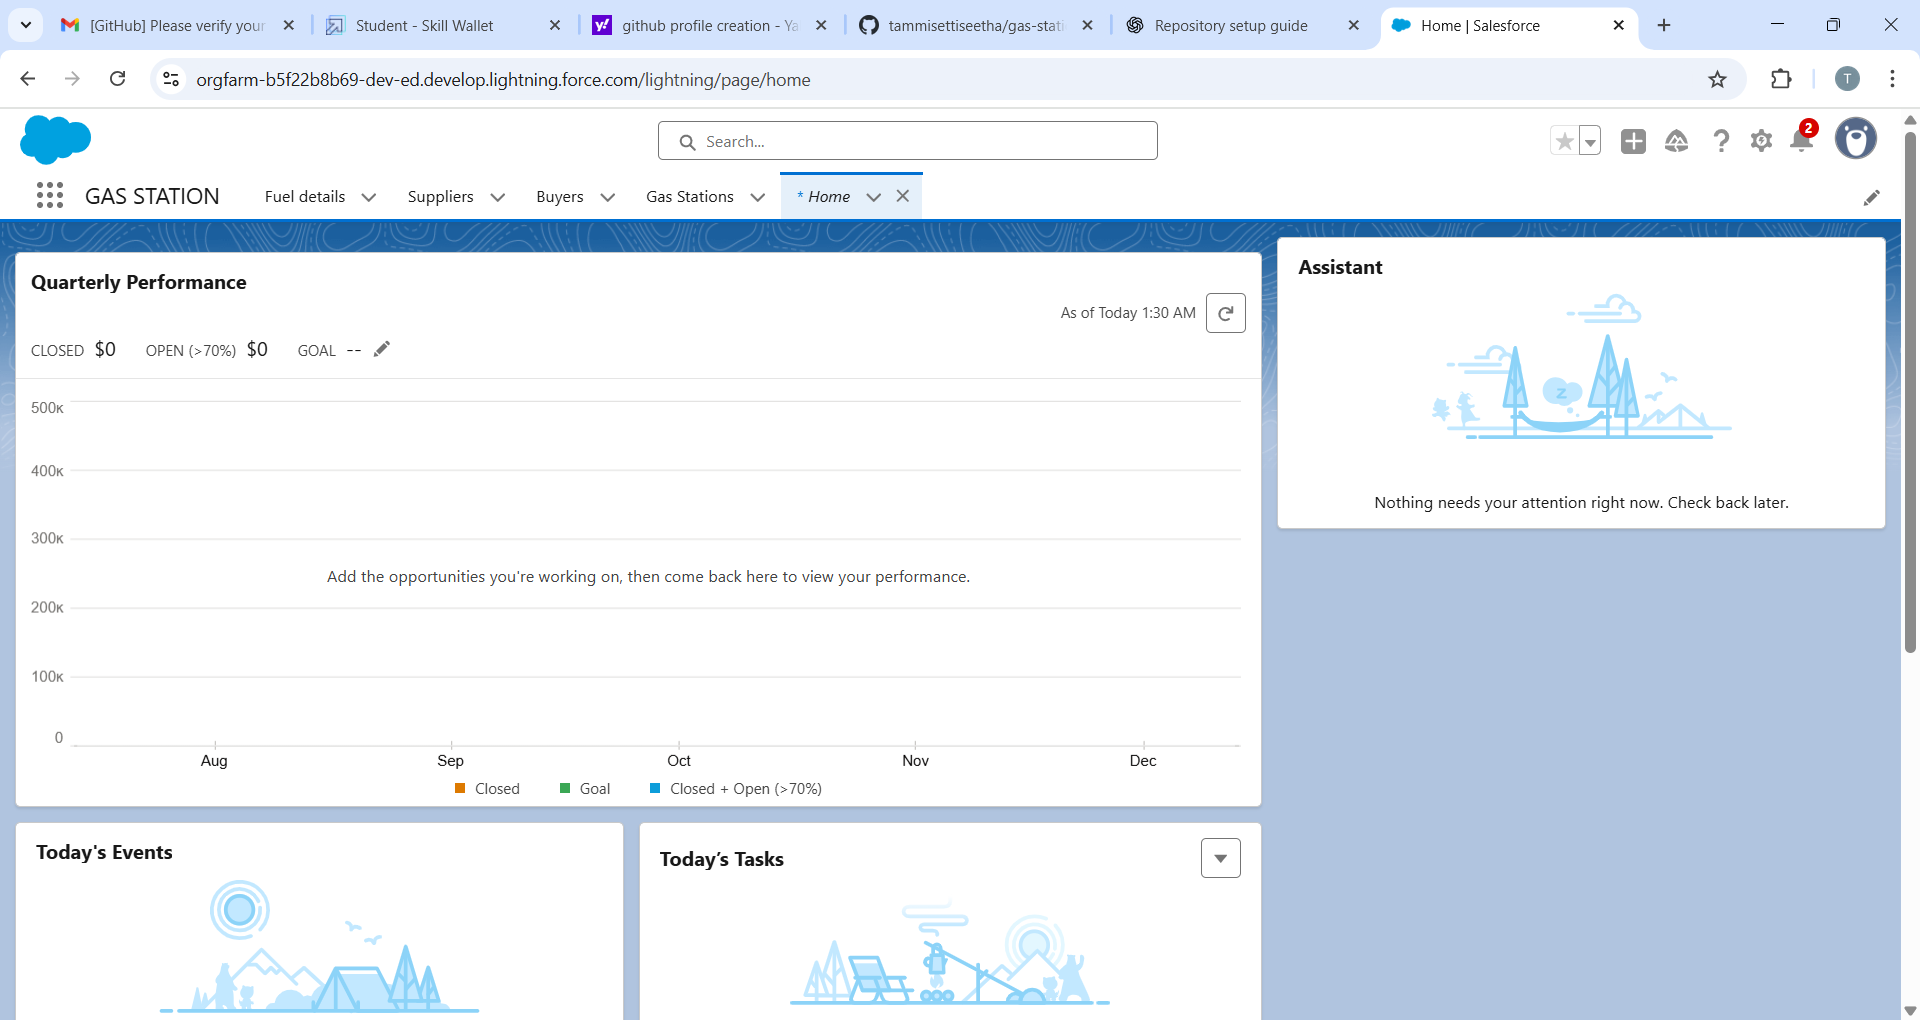 [GitHub] Please verify your
Student - Skill Wallet
github profile creation - Ya
tammisettiseetha/gas-stati
Repository setup guide
Home | Salesforce
orgfarm-b5f22b8b69-dev-ed.develop.lightning.force.com/lightning/page/home
T
Search...
2
GAS STATION
Fuel details
Suppliers
Buyers
Gas Stations
* Home
Quarterly Performance
As of Today 1:30 AM
CLOSED $0 OPEN (>70%) $0 GOAL --
500K
400K
300K
Add the opportunities you're working on, then come back here to view your performance.
200K
100K
0
Aug Sep Oct Nov Dec
Closed Goal Closed + Open (>70%)
Assistant
z
Nothing needs your attention right now. Check back later.
Today's Events
Today’s Tasks